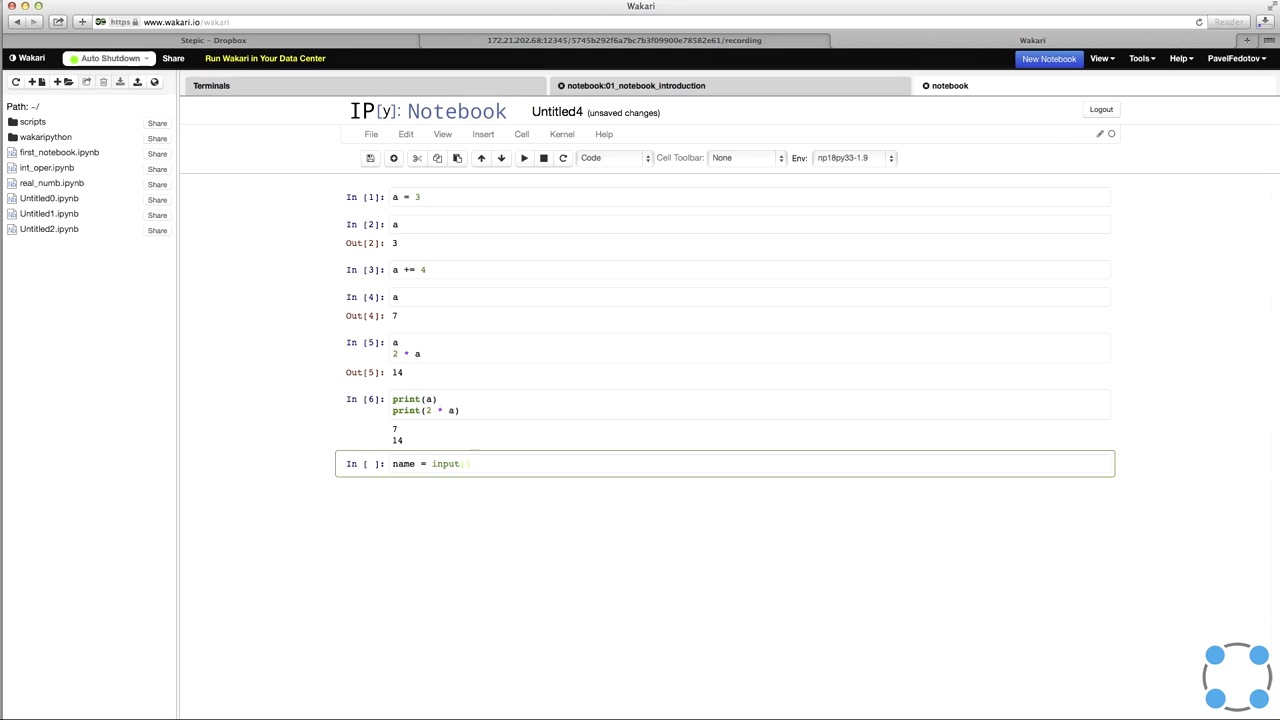 Wakari
https www.wakari.io/wakari Reader
Stepic – Dropbox 172.21.202.68:12345/5745b292f6a7bc7b3f09900e78582e61/recording Wakari
Wakari Auto Shutdown Share Run Wakari in Your Data Center New Notebook View Tools Help PavelFedotov
Terminals notebook:01_notebook_introduction notebook
Path: ~/
scripts Share
wakaripython Share
first_notebook.ipynb Share
int_oper.ipynb Share
real_numb.ipynb Share
Untitled0.ipynb Share
Untitled1.ipynb Share
Untitled2.ipynb Share
IP[y]: Notebook Untitled4 (unsaved changes) Logout
File Edit View Insert Cell Kernel Help
Code Cell Toolbar: None Env: np18py33-1.9
In [1]: a = 3
In [2]: a
Out[2]: 3
In [3]: a += 4
In [4]: a
Out[4]: 7
In [5]: a
2 * a
Out[5]: 14
In [6]: print(a)
print(2 * a)
7
14
In [ ]: name = input()